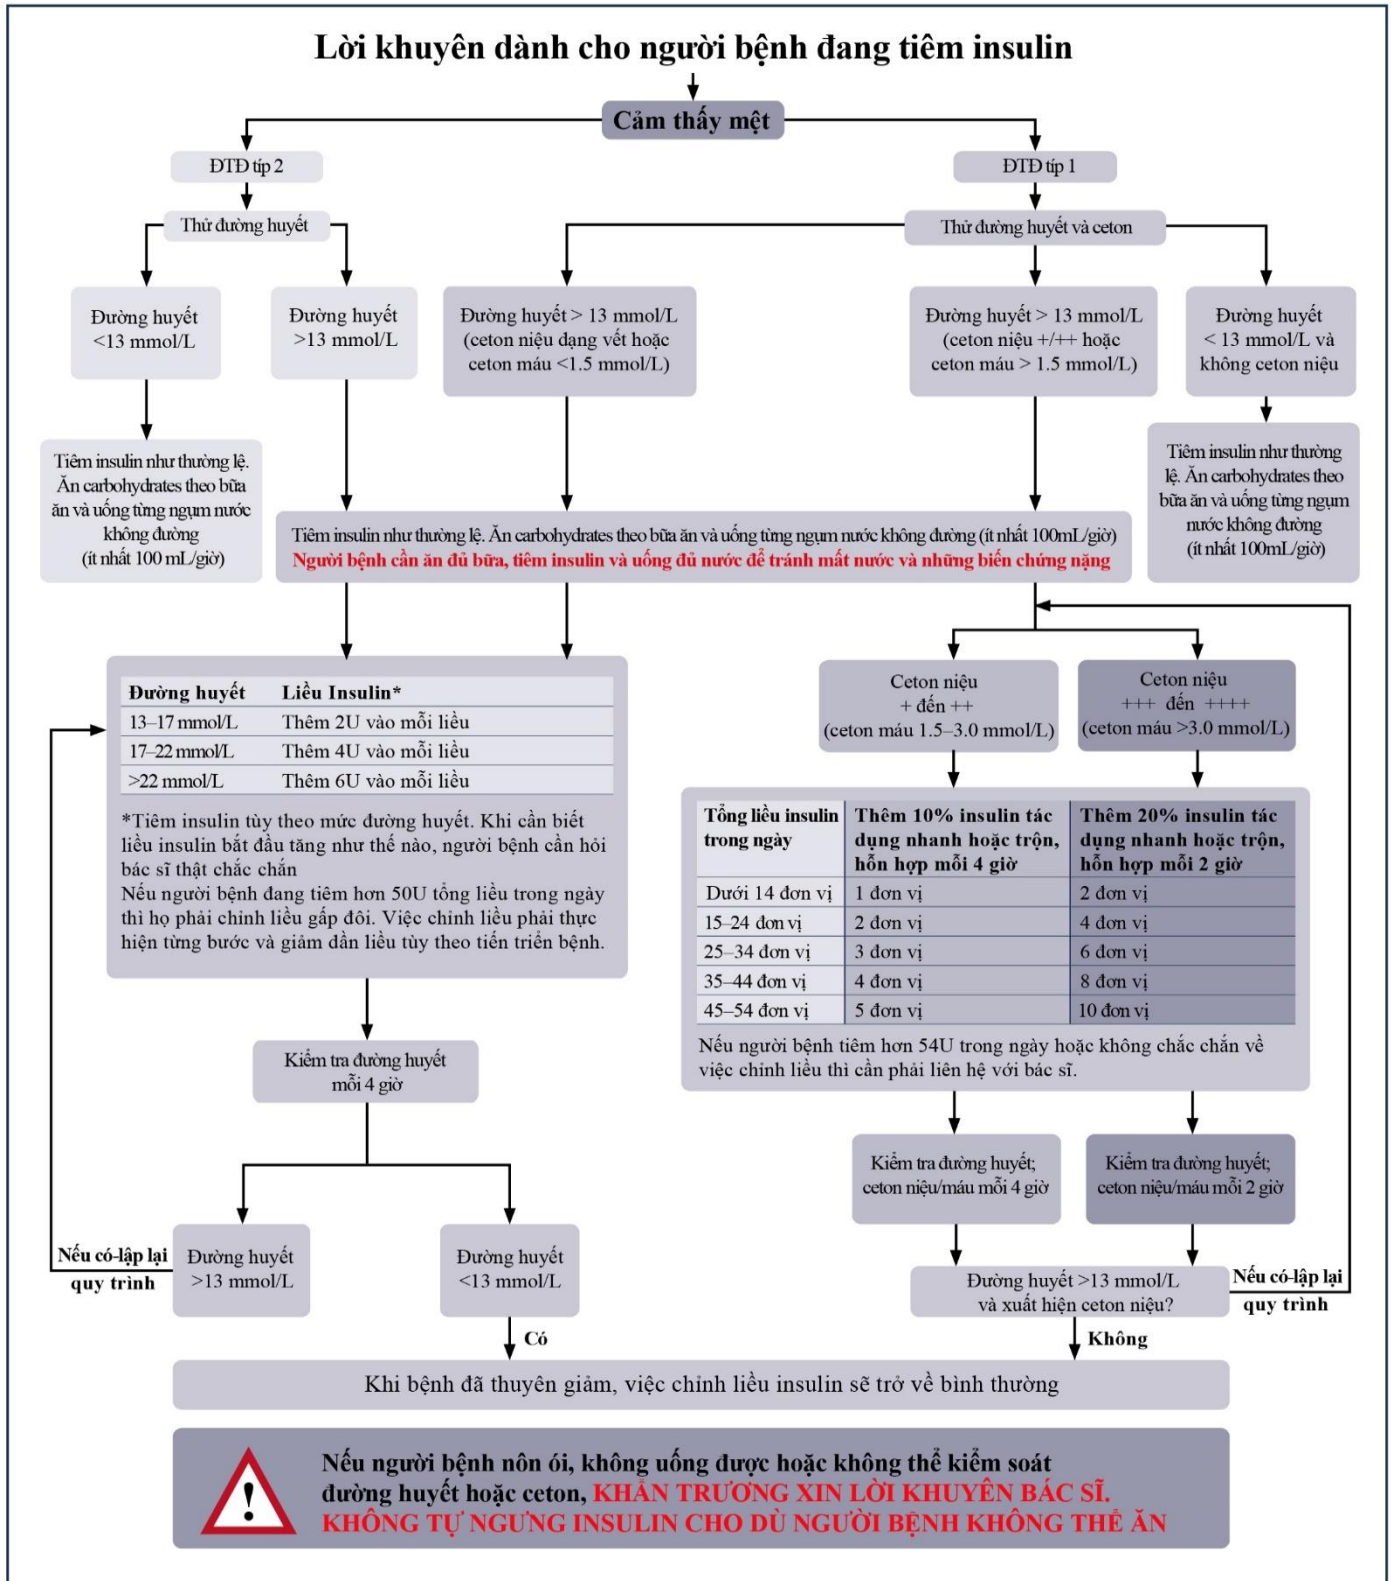 Lời khuyên dành cho người bệnh đang tiêm insulin
Cảm thấy mệt
ĐTĐ típ 2
ĐTĐ típ 1
Thử đường huyết
Thử đường huyết và ceton
Đường huyết
<13 mmol/L
Đường huyết
>13 mmol/L
Đường huyết > 13 mmol/L
(ceton niệu dạng vết hoặc
ceton máu <1.5 mmol/L)
Đường huyết > 13 mmol/L
(ceton niệu +/++ hoặc
ceton máu > 1.5 mmol/L)
Đường huyết
< 13 mmol/L và
không ceton niệu
Tiêm insulin như thường lệ.
Ăn carbohydrates theo bữa
ăn và uống từng ngụm nước
không đường
(ít nhất 100 mL/giờ)
Tiêm insulin như thường
lệ. Ăn carbohydrates theo
bữa ăn và uống từng ngụm
nước không đường
(ít nhất 100mL/giờ)
Tiêm insulin như thường lệ. Ăn carbohydrates theo bữa ăn và uống từng ngụm nước không đường (ít nhất 100mL/giờ)
Người bệnh cần ăn đủ bữa, tiêm insulin và uống đủ nước để tránh mất nước và những biến chứng nặng
Đường huyết Liều Insulin*
13–17 mmol/L Thêm 2U vào mỗi liều
17–22 mmol/L Thêm 4U vào mỗi liều
>22 mmol/L Thêm 6U vào mỗi liều
*Tiêm insulin tùy theo mức đường huyết. Khi cần biết
liều insulin bắt đầu tăng như thế nào, người bệnh cần hỏi
bác sĩ thật chắc chắn
Nếu người bệnh đang tiêm hơn 50U tổng liều trong ngày
thì họ phải chỉnh liều gấp đôi. Việc chỉnh liều phải thực
hiện từng bước và giảm dần liều tùy theo tiến triển bệnh.
Kiểm tra đường huyết
mỗi 4 giờ
Nếu có-lập lại
quy trình
Đường huyết
>13 mmol/L
Đường huyết
<13 mmol/L
Có
Ceton niệu
+ đến ++
(ceton máu 1.5–3.0 mmol/L)
Ceton niệu
+++ đến ++++
(ceton máu >3.0 mmol/L)
Tổng liều insulin
trong ngày
Thêm 10% insulin tác
dụng nhanh hoặc trộn,
hỗn hợp mỗi 4 giờ
Thêm 20% insulin tác
dụng nhanh hoặc trộn,
hỗn hợp mỗi 2 giờ
Dưới 14 đơn vị 1 đơn vị 2 đơn vị
15–24 đơn vị 2 đơn vị 4 đơn vị
25–34 đơn vị 3 đơn vị 6 đơn vị
35–44 đơn vị 4 đơn vị 8 đơn vị
45–54 đơn vị 5 đơn vị 10 đơn vị
Nếu người bệnh tiêm hơn 54U trong ngày hoặc không chắc chắn về
việc chỉnh liều thì cần phải liên hệ với bác sĩ.
Kiểm tra đường huyết;
ceton niệu/máu mỗi 4 giờ
Kiểm tra đường huyết;
ceton niệu/máu mỗi 2 giờ
Đường huyết >13 mmol/L
và xuất hiện ceton niệu?
Nếu có-lập lại
quy trình
Không
Khi bệnh đã thuyên giảm, việc chỉnh liều insulin sẽ trở về bình thường
!
Nếu người bệnh nôn ói, không uống được hoặc không thể kiểm soát
đường huyết hoặc ceton, KHẨN TRƯƠNG XIN LỜI KHUYÊN BÁC SĨ.
KHÔNG TỰ NGƯNG INSULIN CHO DÙ NGƯỜI BỆNH KHÔNG THỂ ĂN